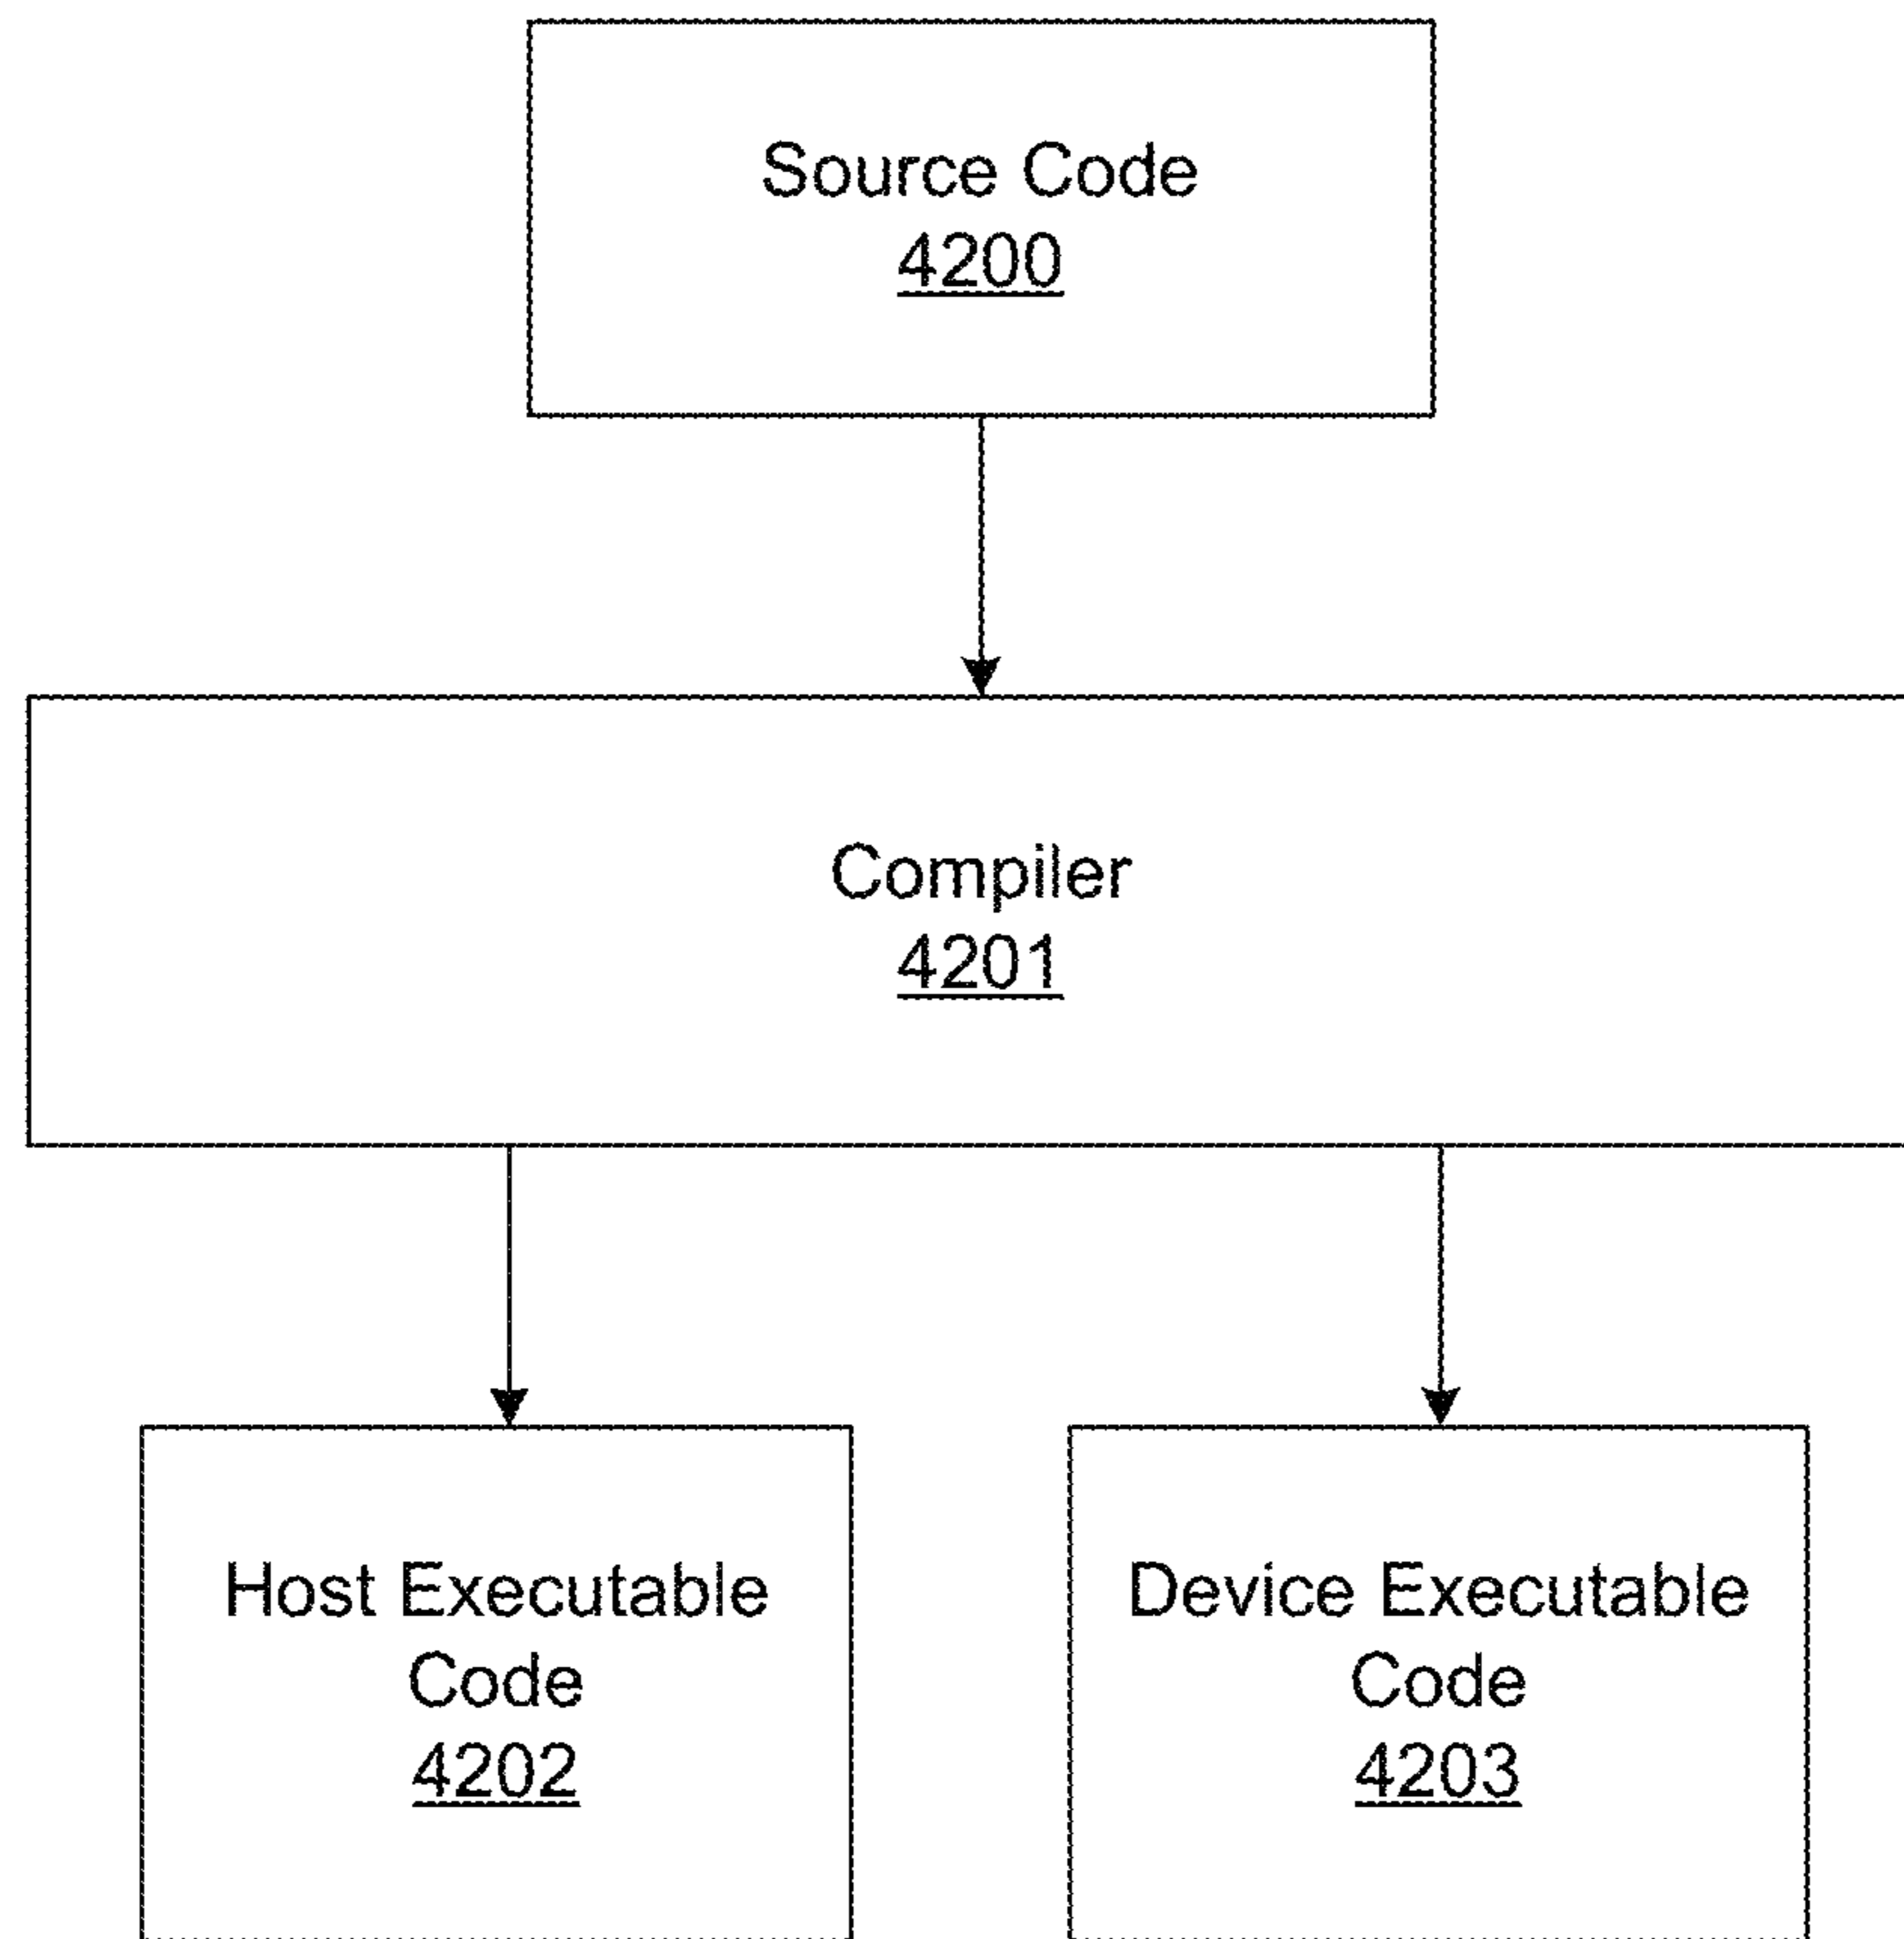 Source Code
4200
Compiler
4201
Host Executable
Code
4202
Device Executable
Code
4203